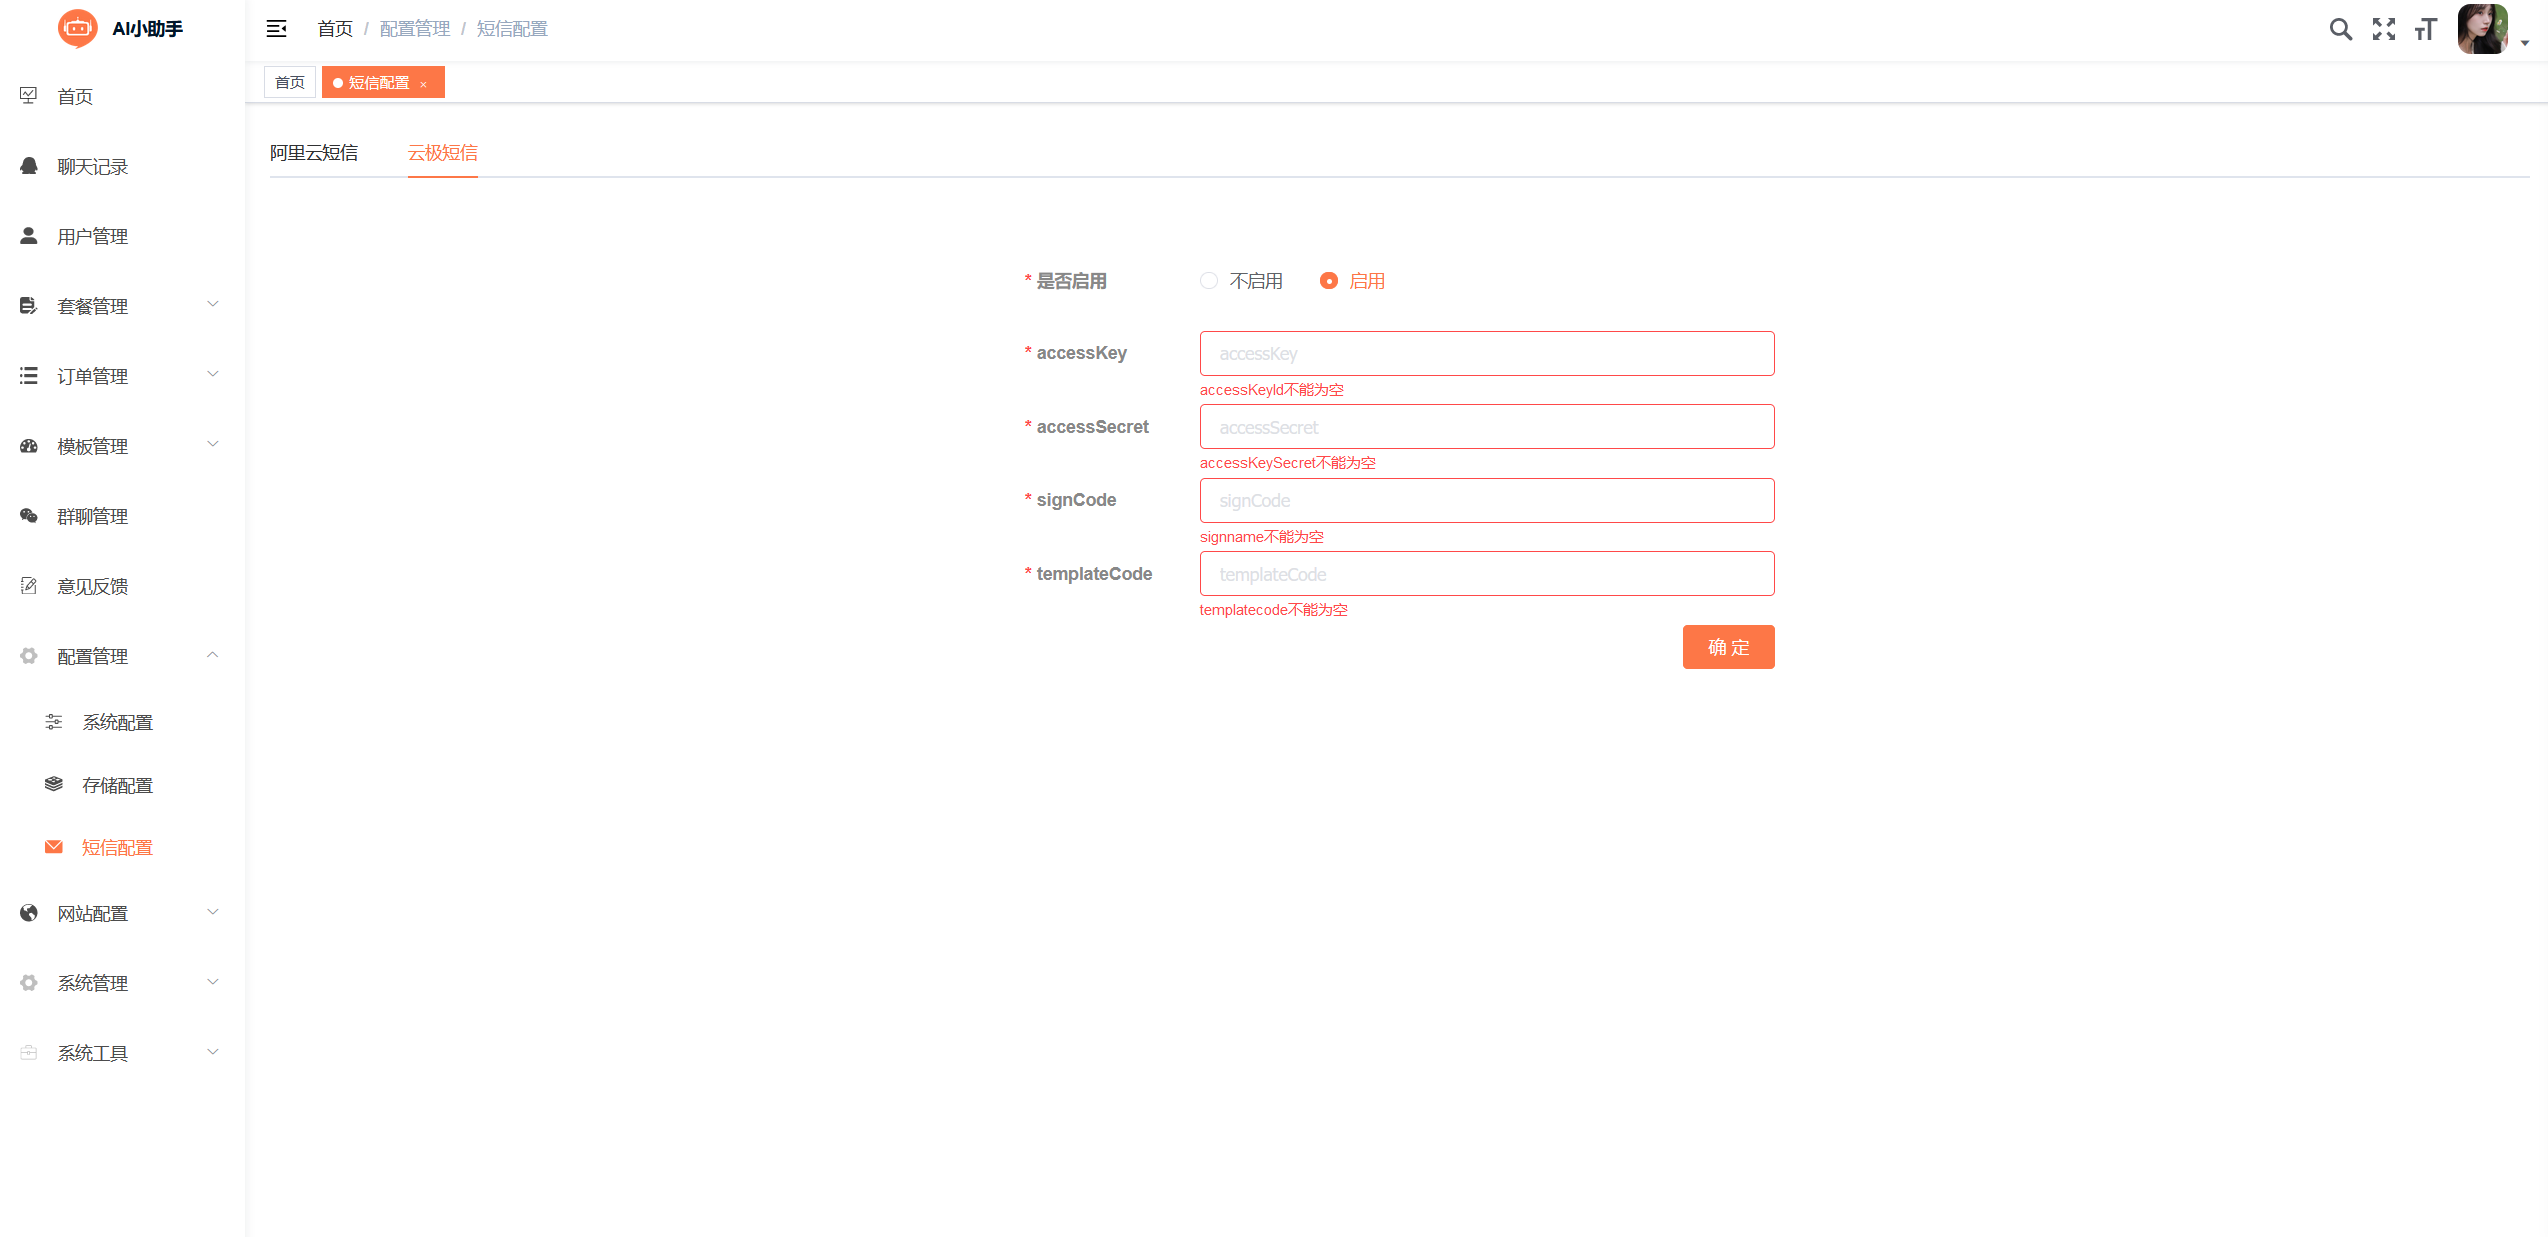 AI小助手
首页
聊天记录
用户管理
套餐管理
订单管理
模板管理
群聊管理
意见反馈
配置管理
系统配置
存储配置
短信配置
网站配置
系统管理
系统工具
首页 / 配置管理 / 短信配置
首页 短信配置 ×
阿里云短信 云极短信
* 是否启用 不启用 启用
* accessKey accessKey
accessKeyId不能为空
* accessSecret accessSecret
accessKeySecret不能为空
* signCode signCode
signname不能为空
* templateCode templateCode
templatecode不能为空
确 定